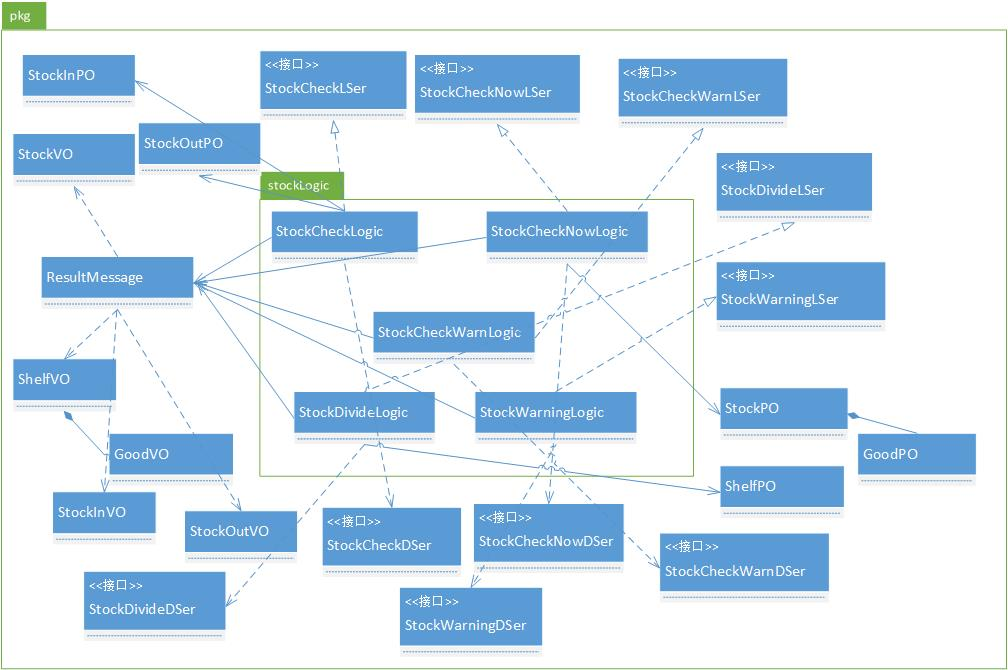 pkg
StockInPO
<<接口>>
StockCheckLSer
<<接口>>
StockCheckNowLSer
<<接口>>
StockCheckWarnLSer
StockVO
StockOutPO
<<接口>>
StockDivideLSer
stockLogic
StockCheckLogic
StockCheckNowLogic
ResultMessage
<<接口>>
StockWarningLSer
StockCheckWarnLogic
ShelfVO
StockDivideLogic
StockWarningLogic
StockPO
GoodVO
GoodPO
ShelfPO
StockInVO
StockOutVO
<<接口>>
StockCheckDSer
<<接口>>
StockCheckNowDSer
<<接口>>
StockCheckWarnDSer
<<接口>>
StockDivideDSer
<<接口>>
StockWarningDSer